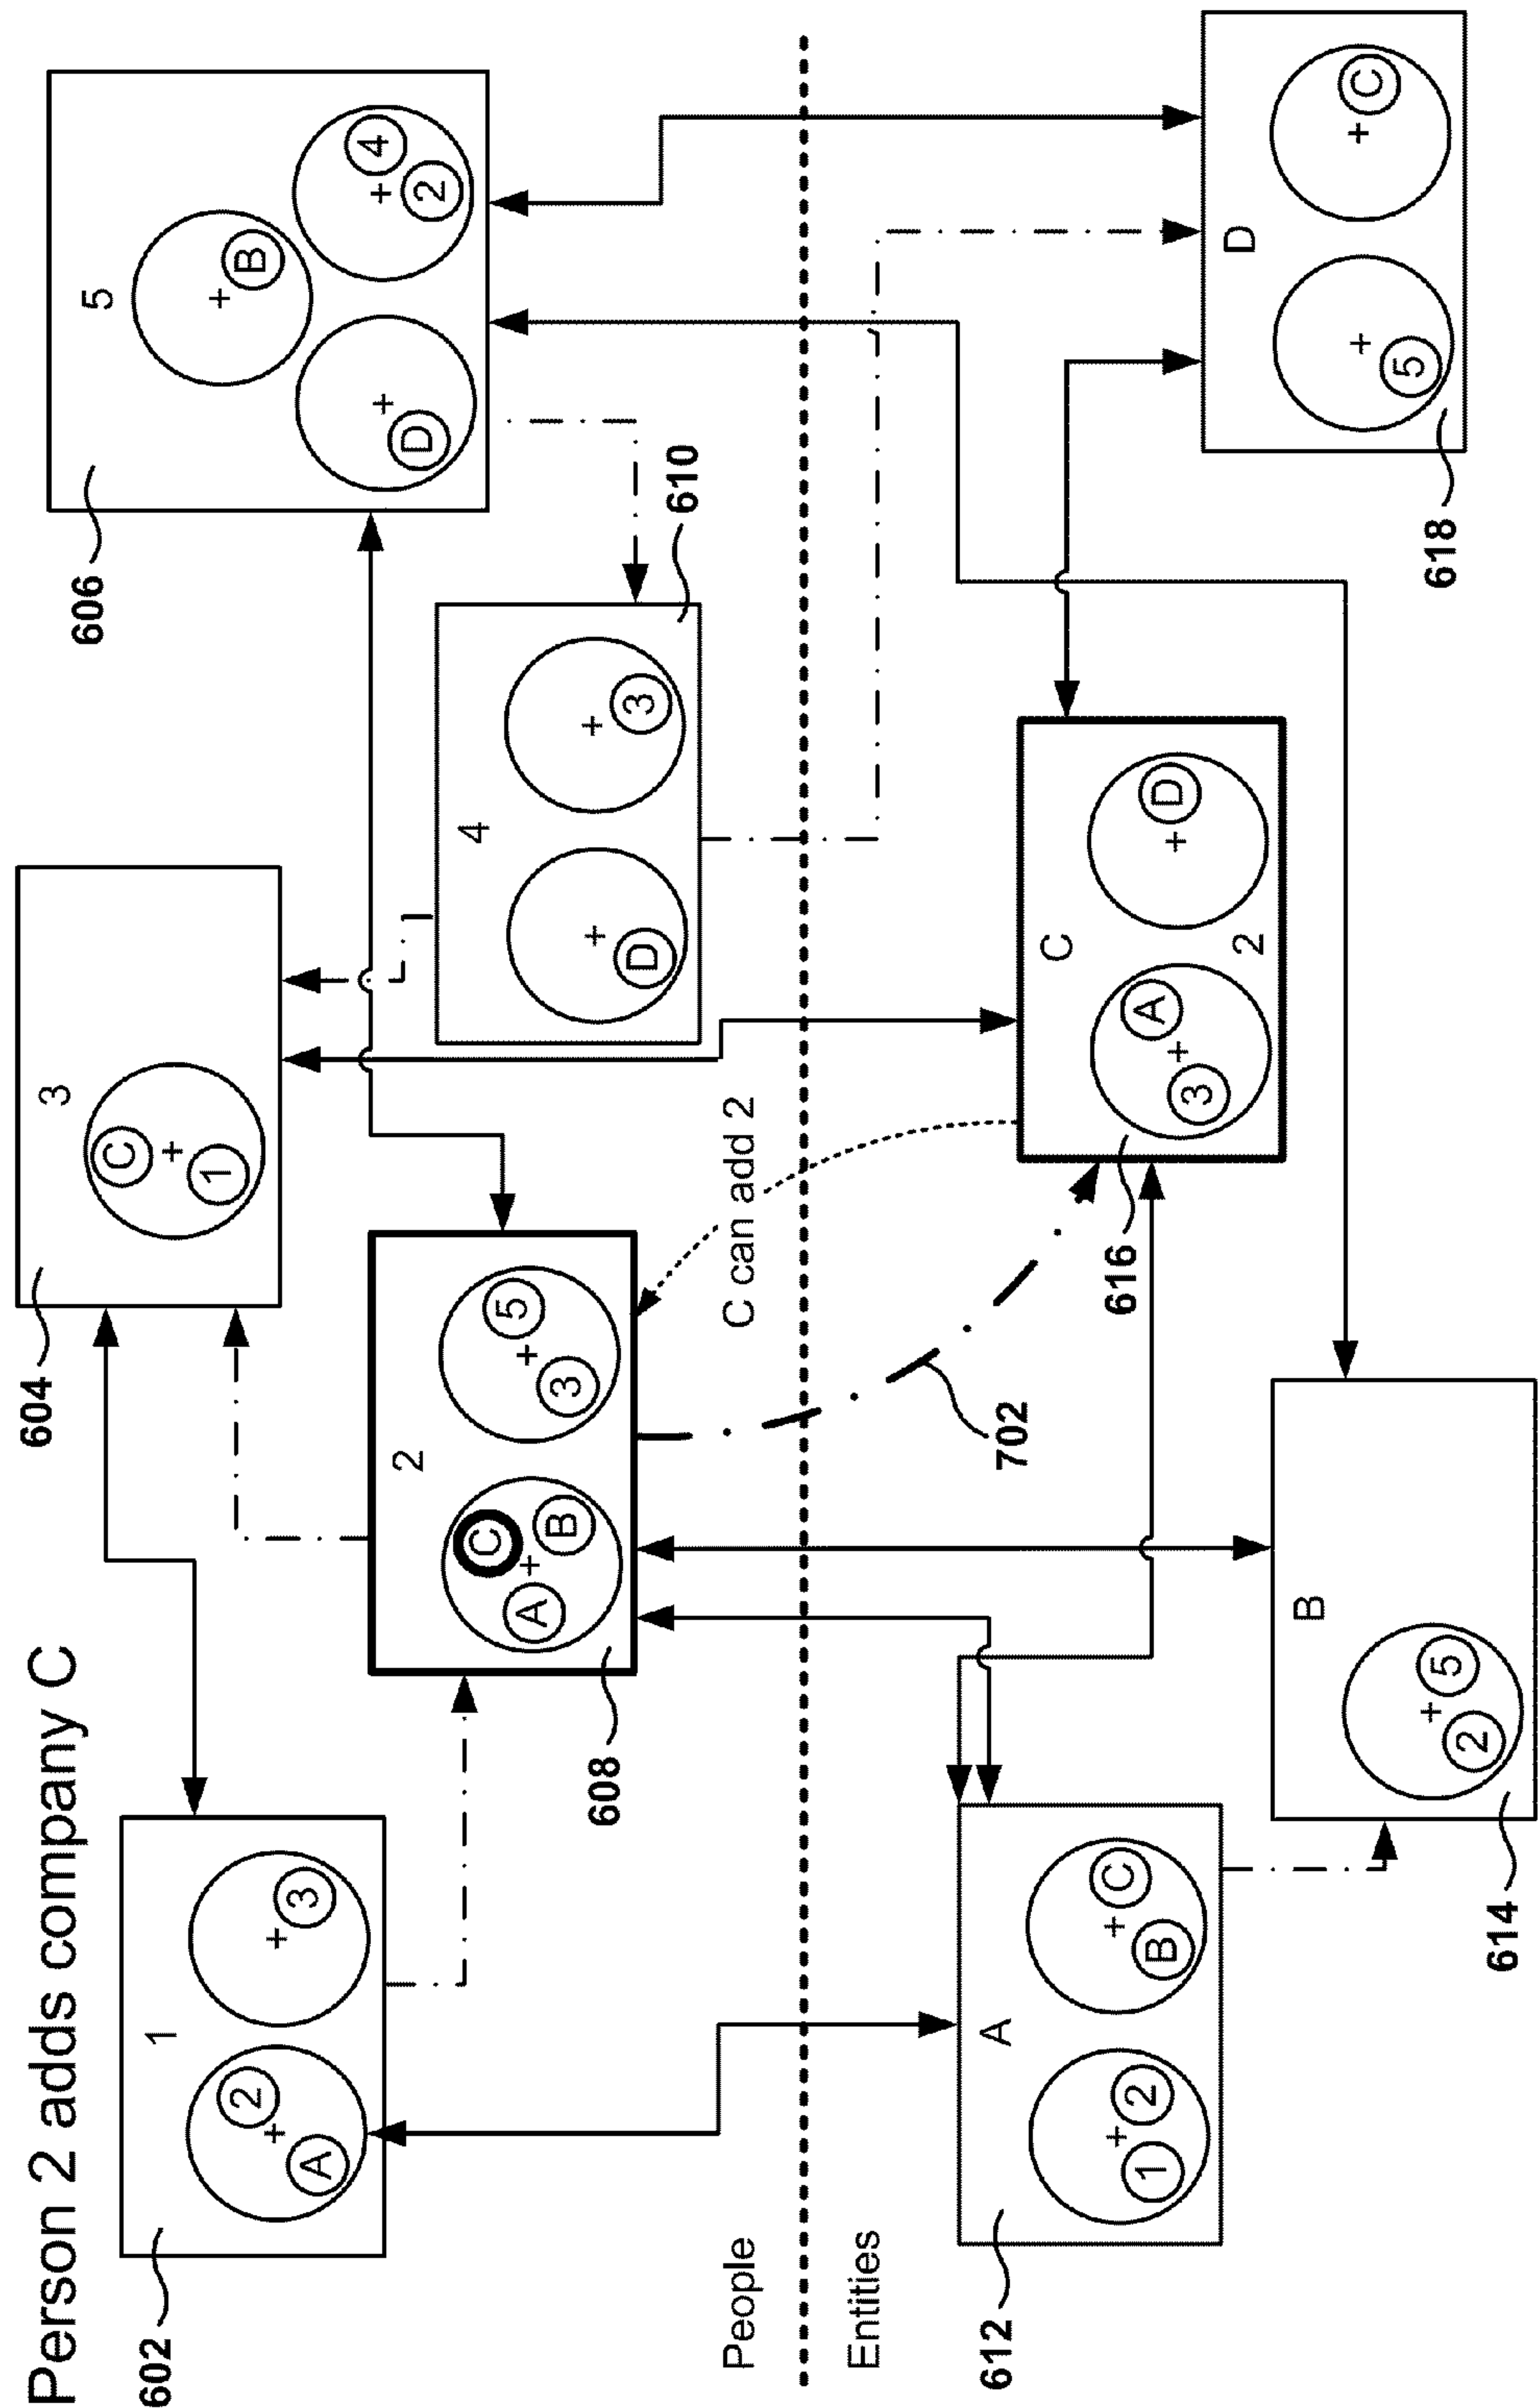 Person 2 adds company C
602
1
2
+
A
+
3
604
3
C
+
1
606
5
+
B
+
D
4
+
2
608
2
C
+
A
B
5
+
3
610
4
+
D
+
3
C can add 2
702
People
Entities
612
A
+
2
1
+
C
B
614
B
+
5
2
616
C
A
+
3
D
+
2
618
D
+
5
+
C